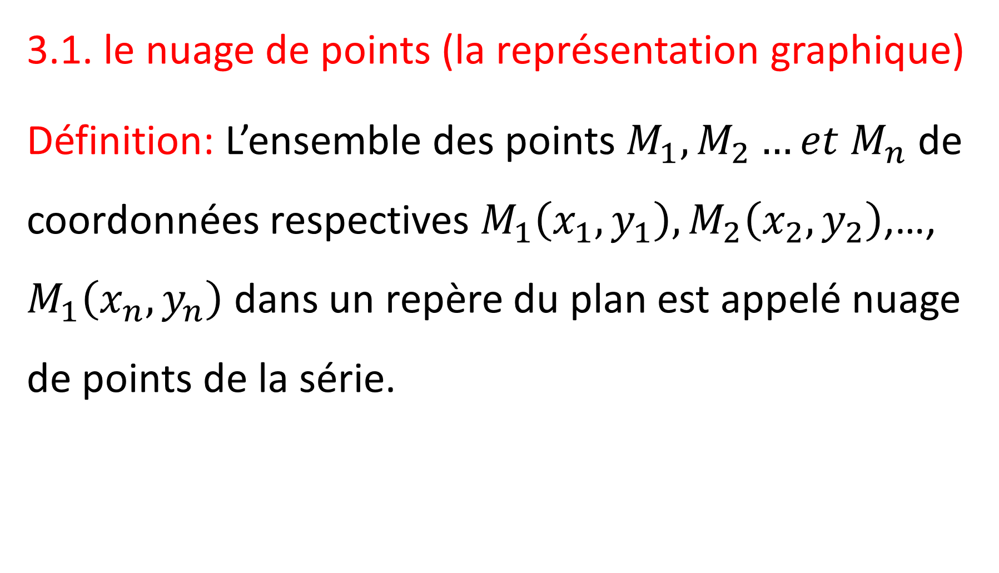 3.1. le nuage de points (la représentation graphique)
Définition: L’ensemble des points $M_1, M_2 … et M_n$ de
coordonnées respectives $M_1(x_1, y_1), M_2(x_2, y_2)$,…,
$M_1(x_n, y_n)$ dans un repère du plan est appelé nuage
de points de la série.